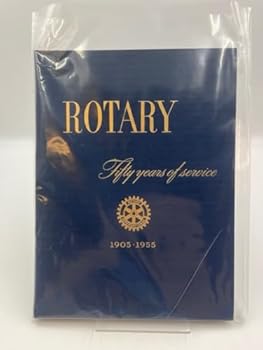 ROTARY
Fifty years of service
1905-1955